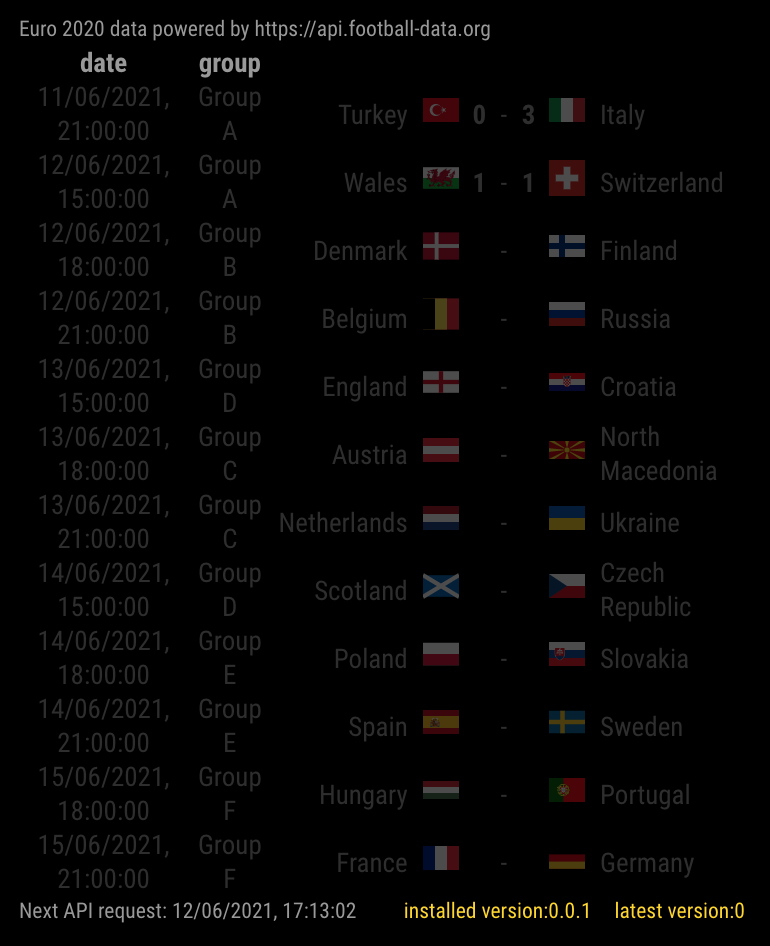 Euro 2020 data powered by https://api.football-data.org
date group
11/06/2021, Group
21:00:00 A
Turkey 0 - 3 Italy
12/06/2021, Group
15:00:00 A
Wales 1 - 1 Switzerland
12/06/2021, Group
18:00:00 B
Denmark - Finland
12/06/2021, Group
21:00:00 B
Belgium - Russia
13/06/2021, Group
15:00:00 D
England - Croatia
13/06/2021, Group
18:00:00 C
Austria - North
Macedonia
13/06/2021, Group
21:00:00 C
Netherlands - Ukraine
14/06/2021, Group
15:00:00 D
Scotland - Czech
Republic
14/06/2021, Group
18:00:00 E
Poland - Slovakia
14/06/2021, Group
21:00:00 E
Spain - Sweden
15/06/2021, Group
18:00:00 F
Hungary - Portugal
15/06/2021, Group
21:00:00 F
France - Germany
Next API request: 12/06/2021, 17:13:02 installed version:0.0.1 latest version:0